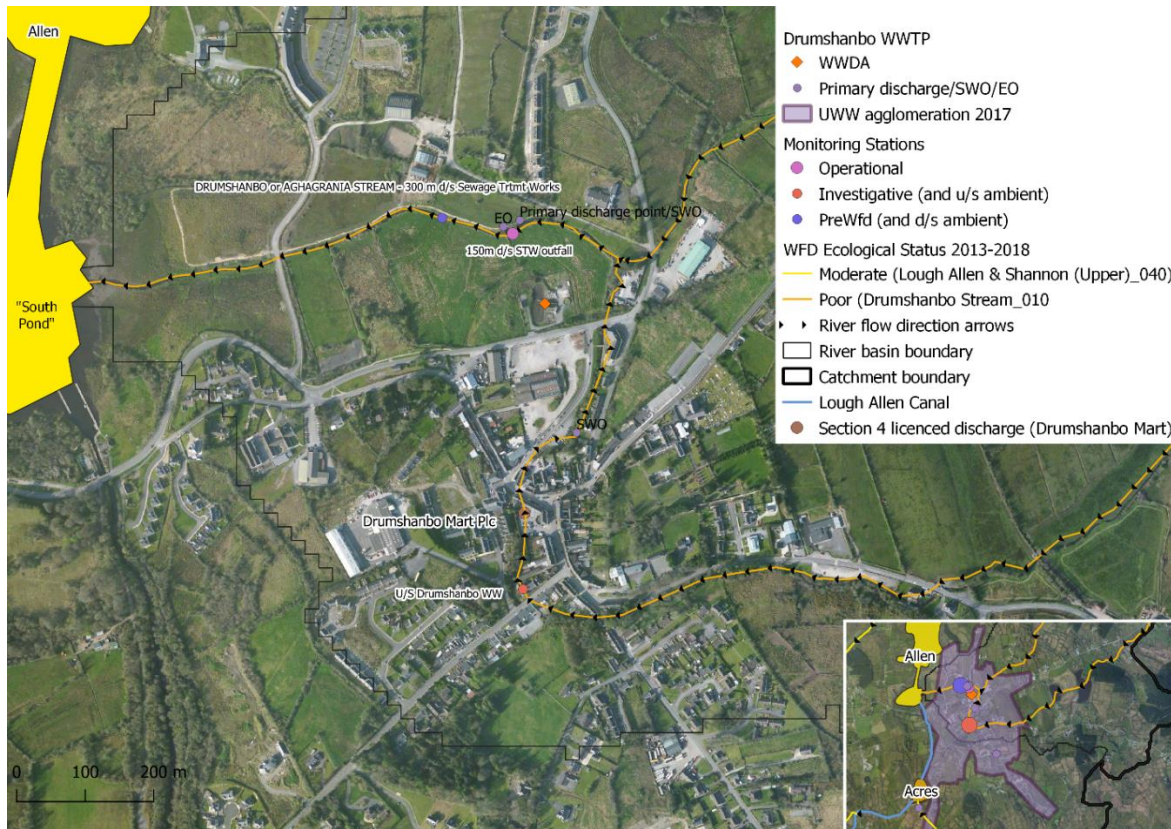 Allen
DRUMSHANBO or AGHAGRANIA STREAM - 300 m d/s Sewage Trtmt Works
EO
Primary discharge point/SWO
150m d/s STW outfall
"South
Pond"
SWO
Drumshanbo Mart Plc
U/S Drumshanbo WW
0 100 200 m
Drumshanbo WWTP
WWDA
Primary discharge/SWO/EO
UWW agglomeration 2017
Monitoring Stations
Operational
Investigative (and u/s ambient)
PreWfd (and d/s ambient)
WFD Ecological Status 2013-2018
Moderate (Lough Allen & Shannon (Upper)_040)
Poor (Drumshanbo Stream_010
River flow direction arrows
River basin boundary
Catchment boundary
Lough Allen Canal
Section 4 licenced discharge (Drumshanbo Mart)
Allen
Acres